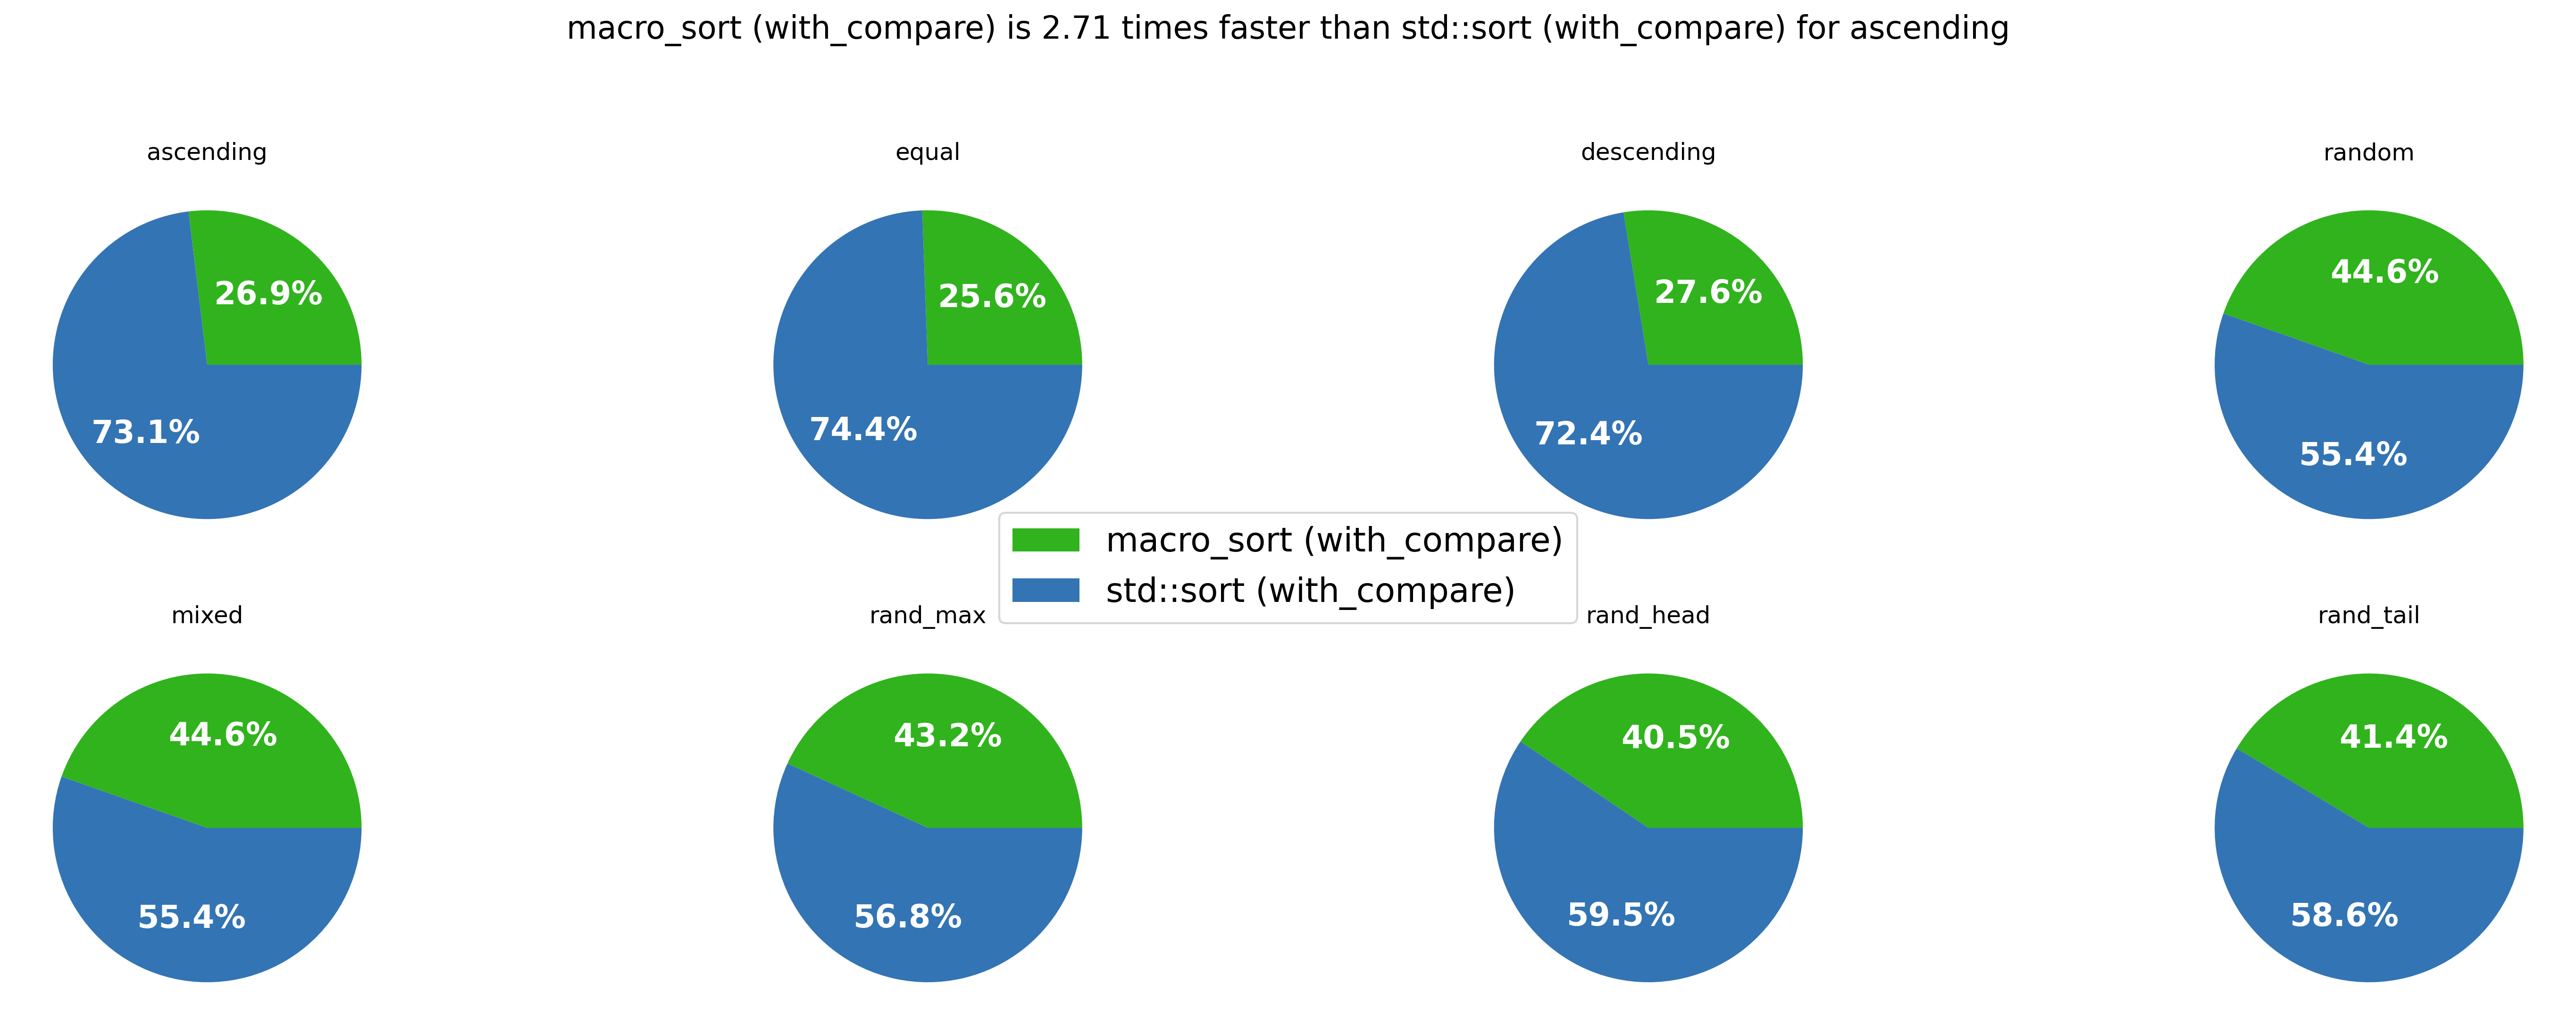 macro_sort (with_compare) is 2.71 times faster than std::sort (with_compare) for ascending
ascending
26.9%
73.1%
equal
25.6%
74.4%
descending
27.6%
72.4%
random
44.6%
55.4%
macro_sort (with_compare)
std::sort (with_compare)
mixed
44.6%
55.4%
rand_max
43.2%
56.8%
rand_head
40.5%
59.5%
rand_tail
41.4%
58.6%